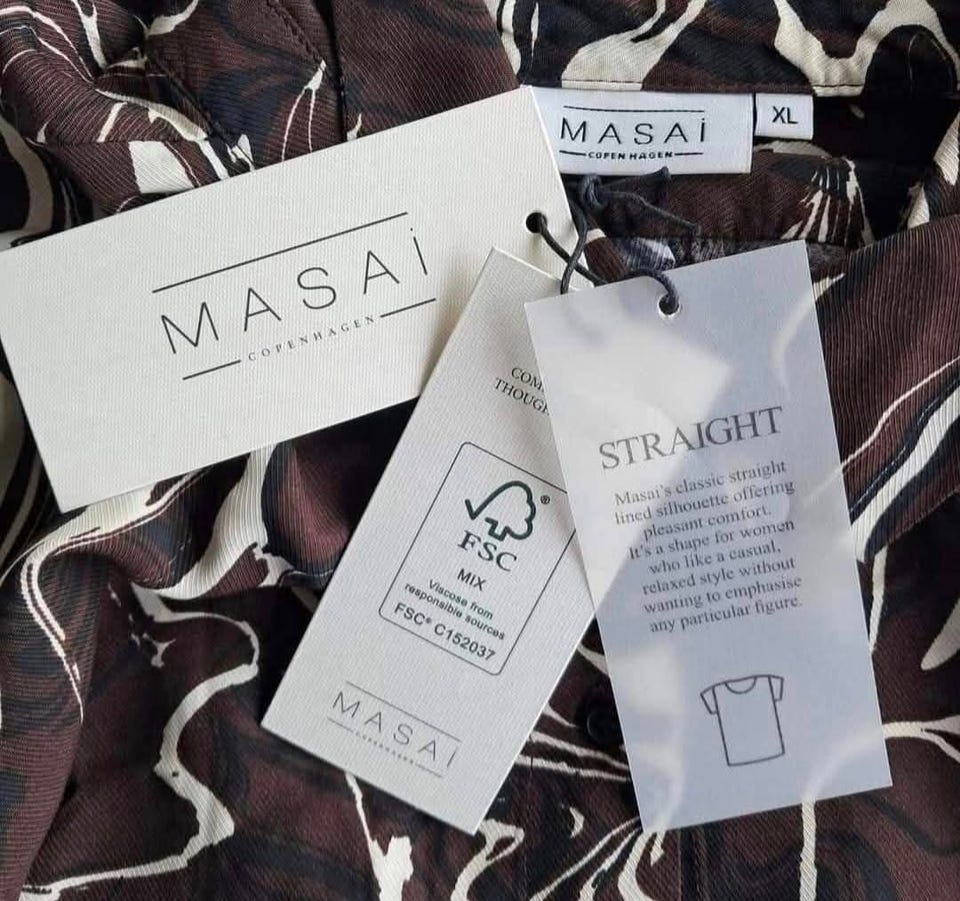 MASAI
COPENHAGEN
XL
MASAI
COPENHAGEN
STRAIGHT
Masai's classic straight
lined silhouette offering
pleasant comfort.
It's a shape for women
who like a casual,
relaxed style without
wanting to emphasise
any particular figure.
FSC®
MIX
Viscose from
responsible sources
FSC® C152037
MASAI
COPENHAGEN